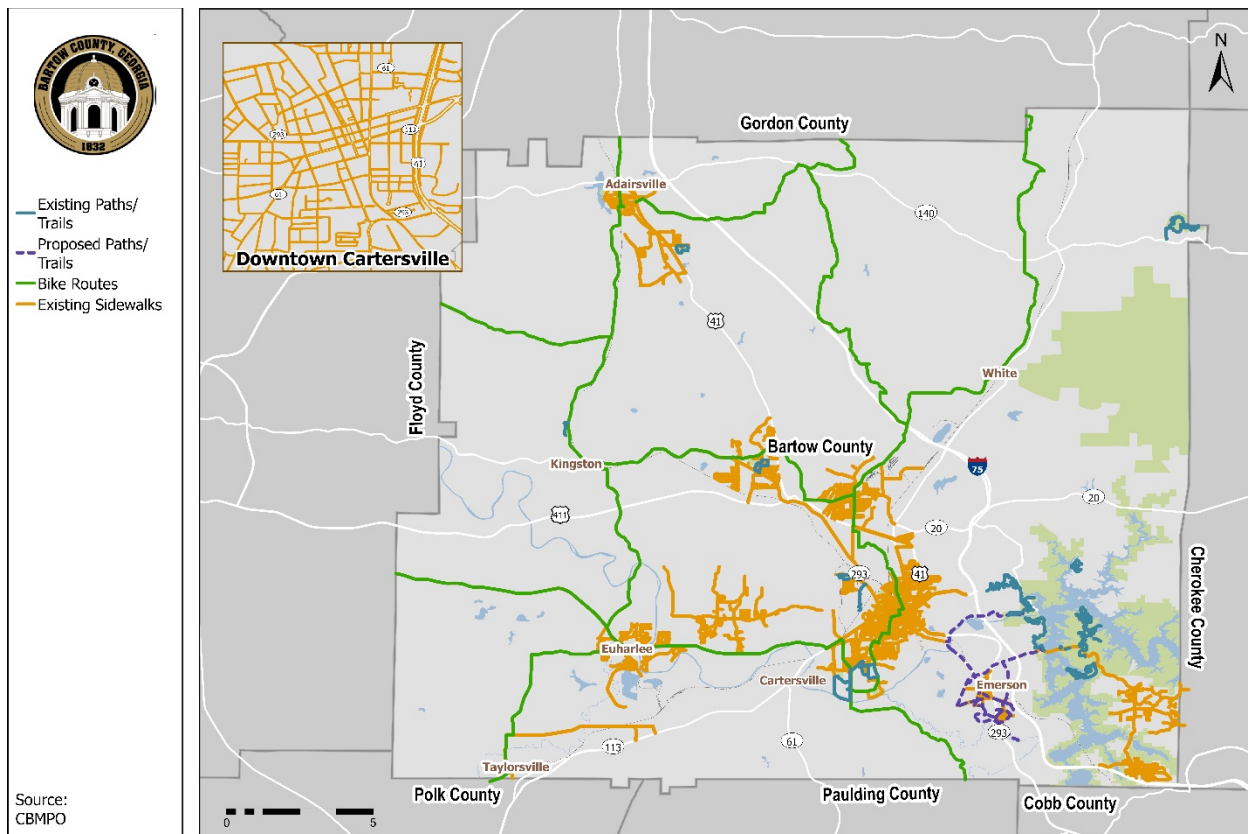 BARTOW COUNTY, GEORGIA
1832
Existing Paths/
Trails
Proposed Paths/
Trails
Bike Routes
Existing Sidewalks
Source:
CBMPO
61
293
113
41
61
293
Downtown Cartersville
N
Gordon County
Adairsville
140
41
Floyd County
White
Bartow County
Kingston
75
411
20
20
293
41
Cherokee County
Euharlee
Cartersville
Emerson
293
61
113
Taylorsville
Polk County
Paulding County
Cobb County
0
5